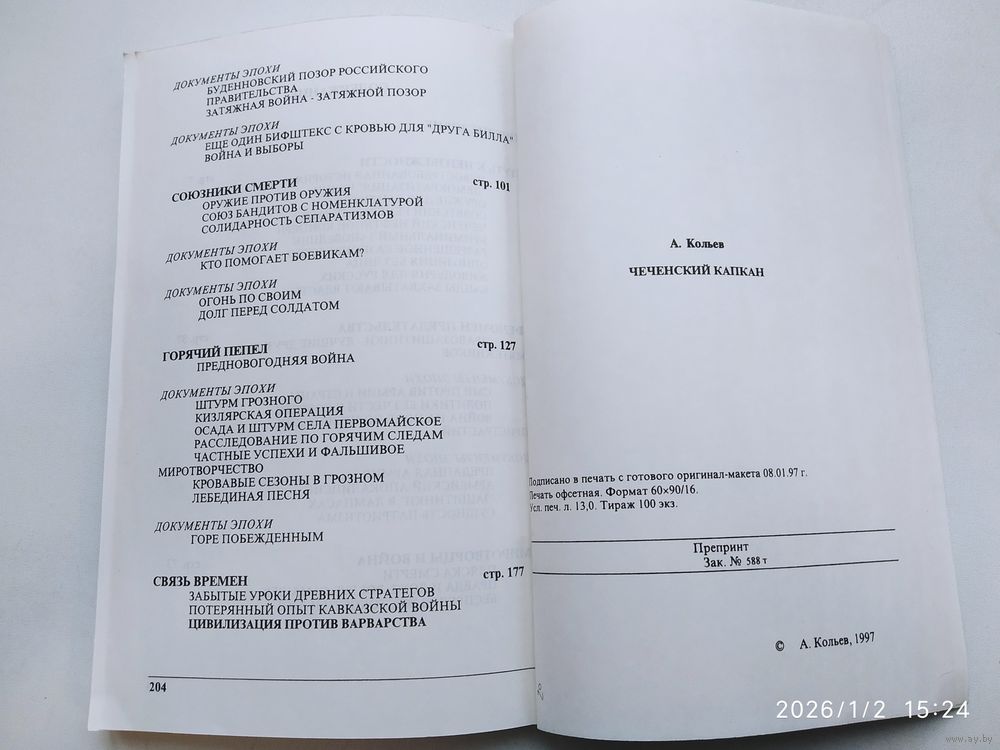 ДОКУМЕНТЫ ЭПОХИ
БУДЕННОВСКИЙ ПОЗОР РОССИЙСКОГО
ПРАВИТЕЛЬСТВА
ЗАТЯЖНАЯ ВОЙНА - ЗАТЯЖНОЙ ПОЗОР
ДОКУМЕНТЫ ЭПОХИ
ЕЩЕ ОДИН БИФШТЕКС С КРОВЬЮ ДЛЯ "ДРУГА БИЛЛА"
ВОЙНА И ВЫБОРЫ
СОЮЗНИКИ СМЕРТИ стр. 101
ОРУЖИЕ ПРОТИВ ОРУЖИЯ
СОЮЗ БАНДИТОВ С НОМЕНКЛАТУРОЙ
СОЛИДАРНОСТЬ СЕПАРАТИЗМОВ
ДОКУМЕНТЫ ЭПОХИ
КТО ПОМОГАЕТ БОЕВИКАМ?
ДОКУМЕНТЫ ЭПОХИ
ОГОНЬ ПО СВОИМ
ДОЛГ ПЕРЕД СОЛДАТОМ
ГОРЯЧИЙ ПЕПЕЛ стр. 127
ПРЕДНОВОГОДНЯЯ ВОЙНА
ДОКУМЕНТЫ ЭПОХИ
ШТУРМ ГРОЗНОГО
КИЗЛЯРСКАЯ ОПЕРАЦИЯ
ОСАДА И ШТУРМ СЕЛА ПЕРВОМАЙСКОЕ
РАССЛЕДОВАНИЕ ПО ГОРЯЧИМ СЛЕДАМ
ЧАСТНЫЕ УСПЕХИ И ФАЛЬШИВОЕ
МИРОТВОРЧЕСТВО
КРОВАВЫЕ СЕЗОНЫ В ГРОЗНОМ
ЛЕБЕДИНАЯ ПЕСНЯ
ДОКУМЕНТЫ ЭПОХИ
ГОРЕ ПОБЕЖДЕННЫМ
СВЯЗЬ ВРЕМЕН стр. 177
ЗАБЫТЫЕ УРОКИ ДРЕВНИХ СТРАТЕГОВ
ПОТЕРЯННЫЙ ОПЫТ КАВКАЗСКОЙ ВОЙНЫ
ЦИВИЛИЗАЦИЯ ПРОТИВ ВАРВАРСТВА
204
А. Кольев
ЧЕЧЕНСКИЙ КАПКАН
Подписано в печать с готового оригинал-макета 08.01.97 г.
Печать офсетная. Формат 60×90/16.
Усл. печ. л. 13,0. Тираж 100 экз.
Препринт
Зак. № 588 т
© А. Кольев, 1997
2026/1/2 15:24
www.ay.by